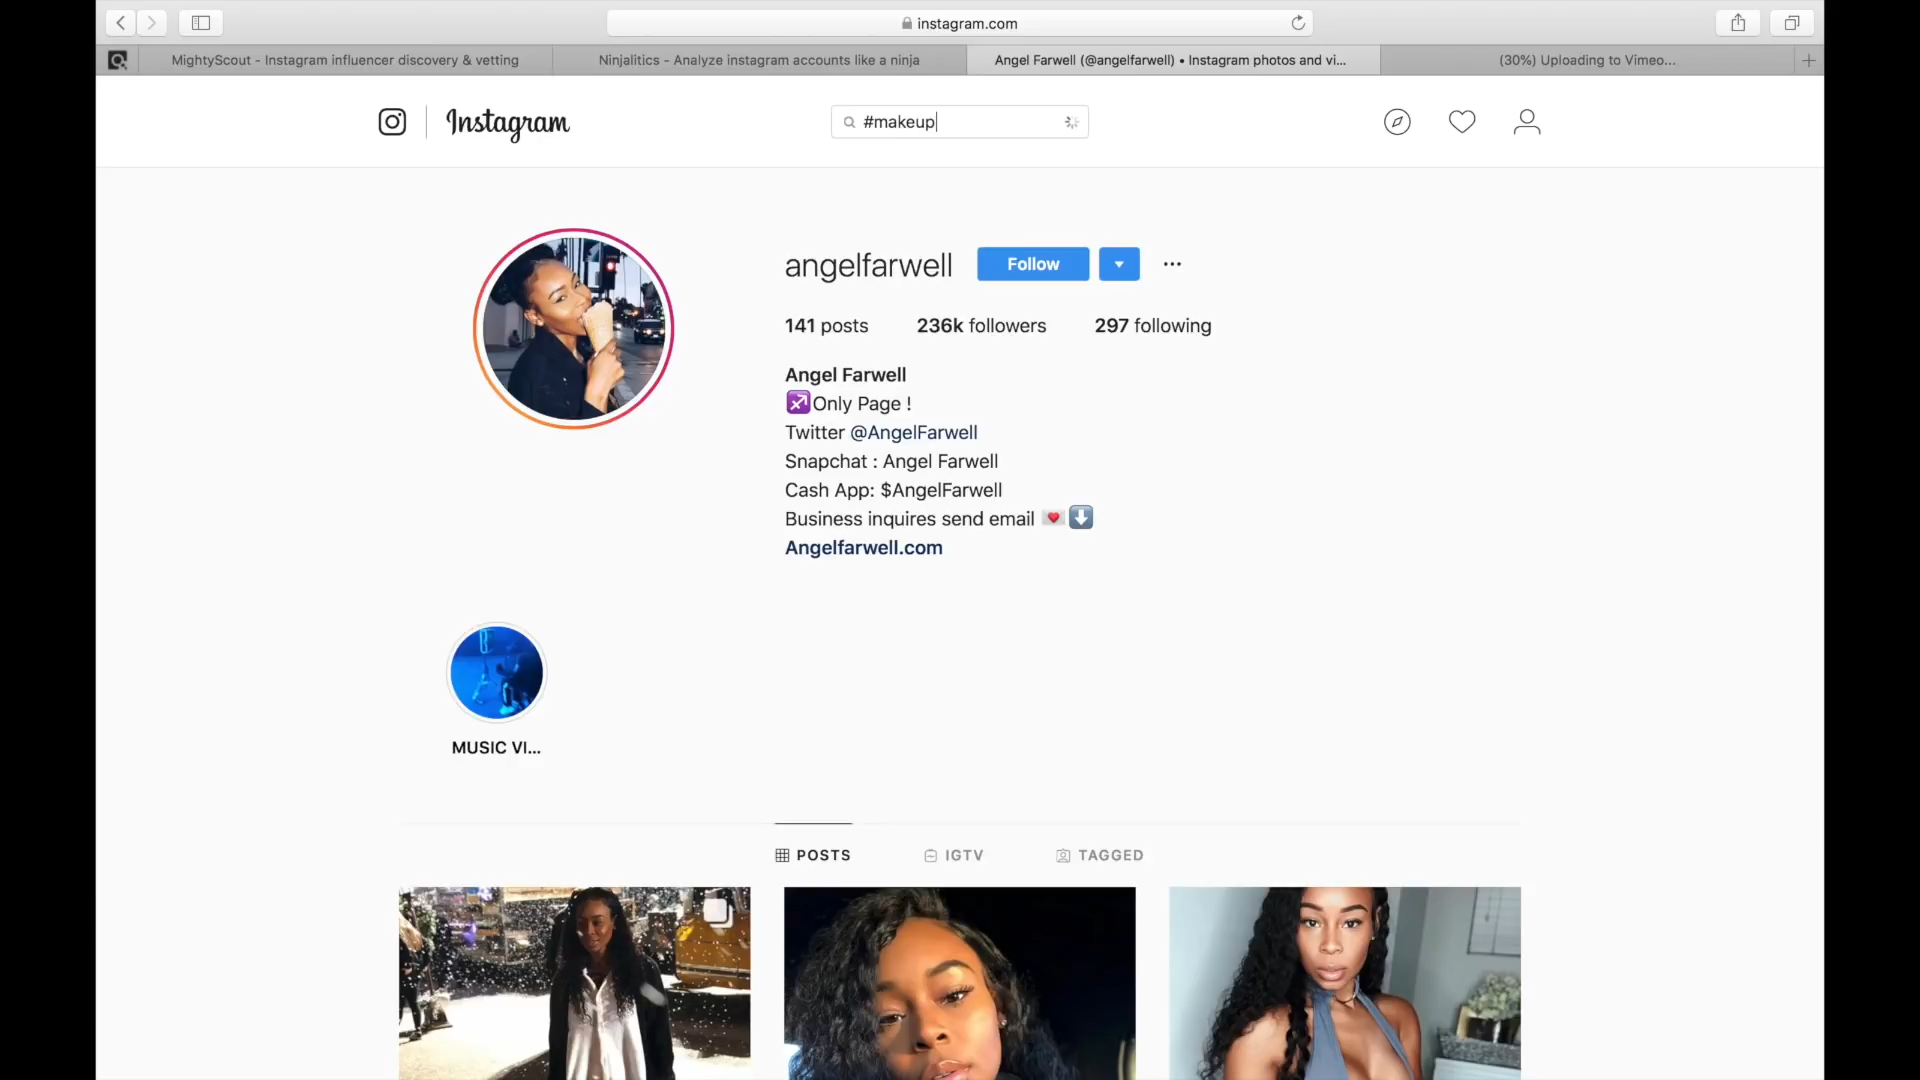 instagram.com
MightyScout - Instagram influencer discovery & vetting
Ninjalitics - Analyze instagram accounts like a ninja
Angel Farwell (@angelfarwell) • Instagram photos and vi...
(30%) Uploading to Vimeo...
Instagram
#makeup
angelfarwell
Follow
141 posts 236k followers 297 following
Angel Farwell
♐Only Page !
Twitter @AngelFarwell
Snapchat : Angel Farwell
Cash App: $AngelFarwell
Business inquires send email 💌⬇️
Angelfarwell.com
MUSIC VI...
POSTS IGTV TAGGED